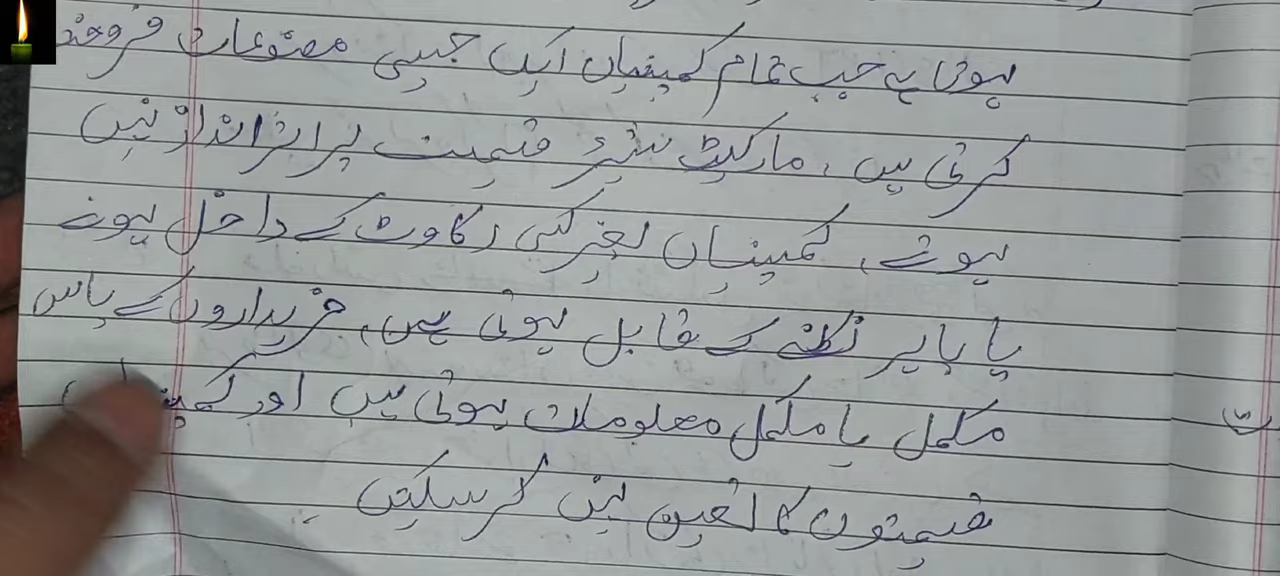 ہوتی ہے جب تمام کمپنیاں ایک جیسی مصنوعات فروخت
کرتی ہیں، مارکیٹ شیئر قیمت پر اثر انداز نہیں
ہوتے، کمپنیاں بغیر کسی رکاوٹ کے داخل ہونے
یا باہر نکلنے کے قابل ہوتی ہیں، خریداروں کے پاس
مکمل یا مکمل معلومات ہوتی ہیں اور کمپنیاں
قیمتوں کا تعین نہیں کر سکتیں